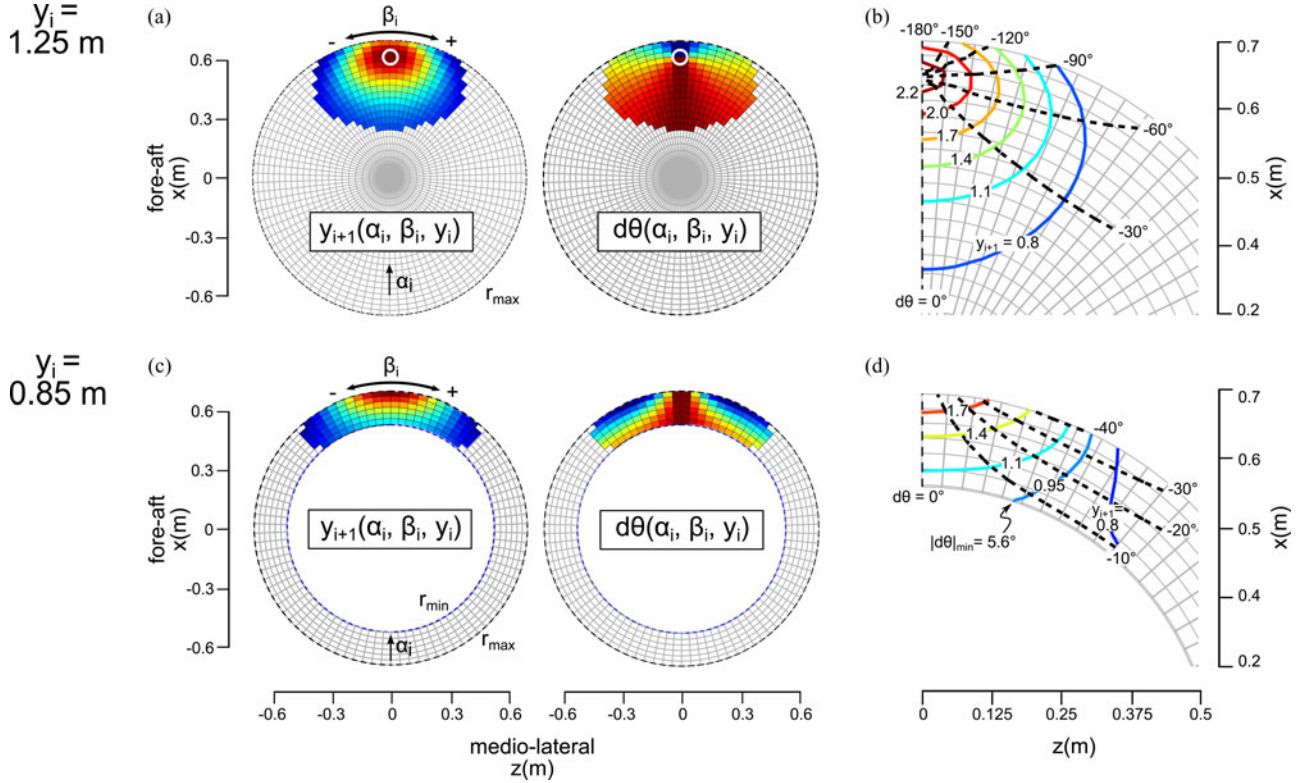 yᵢ =
1.25 m
(a)
βᵢ
-
+
fore-aft
x(m)
0.6
0.3
0
-0.3
-0.6
yᵢ₊₁(αᵢ, βᵢ, yᵢ)
αᵢ
rₘₐₓ
dθ(αᵢ, βᵢ, yᵢ)
(b)
-180°
-150°
-120°
-90°
-60°
-30°
2.2
2.0
1.7
1.4
1.1
yᵢ₊₁ = 0.8
dθ = 0°
0.7
0.6
0.5
0.4
0.2
x(m)
yᵢ =
0.85 m
(c)
βᵢ
-
+
fore-aft
x(m)
0.6
0.3
0
-0.3
-0.6
yᵢ₊₁(αᵢ, βᵢ, yᵢ)
rₘᵢₙ
αᵢ
rₘₐₓ
dθ(αᵢ, βᵢ, yᵢ)
-0.6
-0.3
0
0.3
0.6
-0.6
-0.3
0
0.3
0.6
medio-lateral
z(m)
(d)
1.7
1.4
1.1
0.95
yᵢ₊₁=
0.8
-40°
-30°
-20°
-10°
dθ = 0°
|dθ|ₘᵢₙ= 5.6°
0.7
0.6
0.5
0.4
0.2
x(m)
0
0.125
0.25
0.375
0.5
z(m)